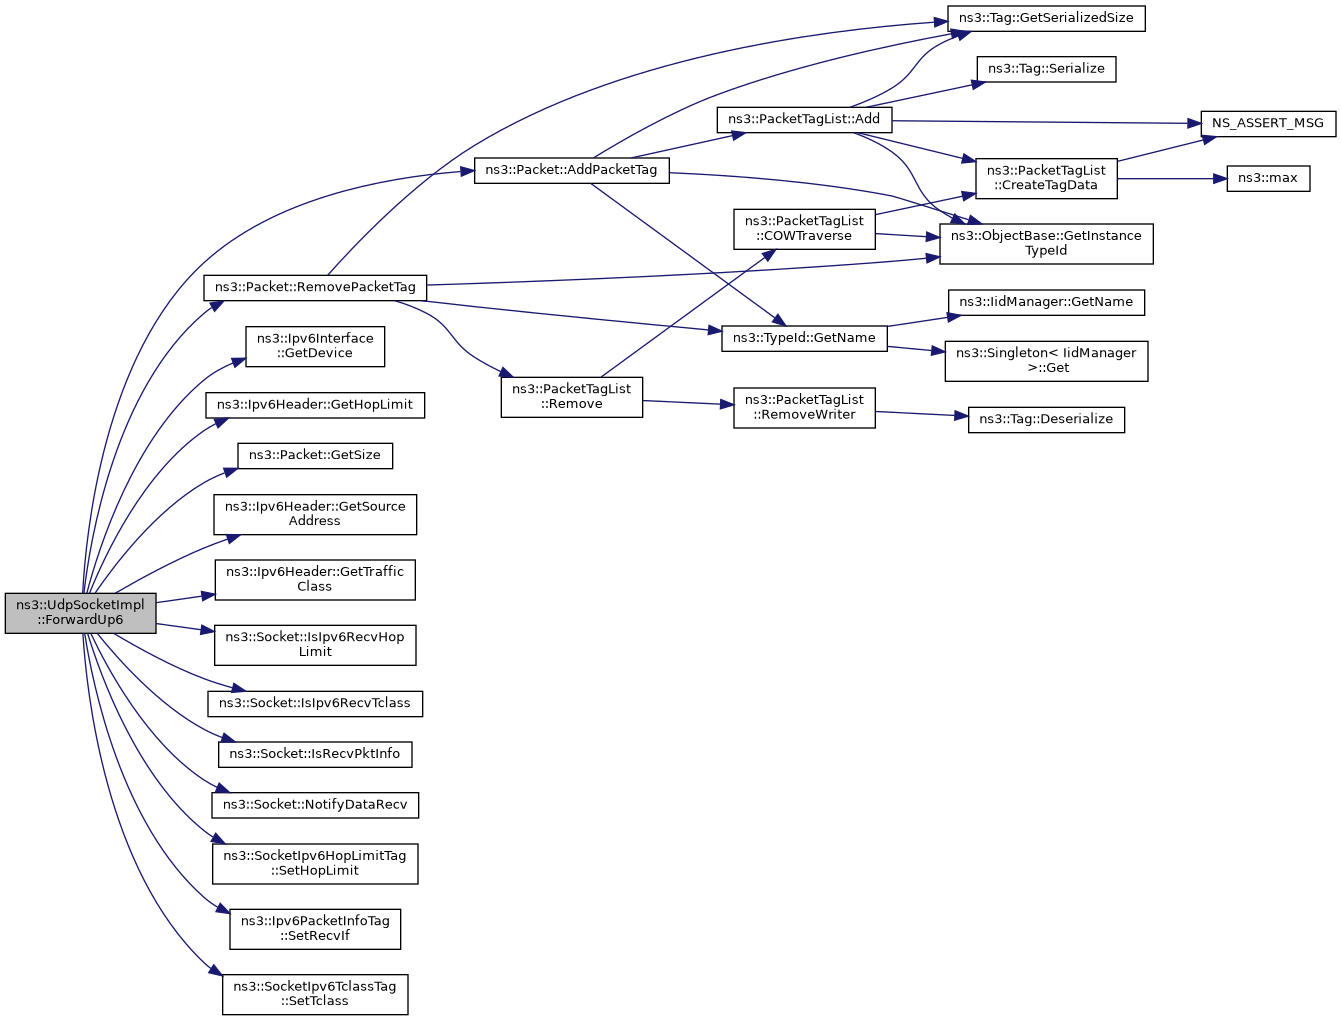 ns3::Tag::GetSerializedSize
ns3::Tag::Serialize
ns3::PacketTagList::Add
NS_ASSERT_MSG
ns3::Packet::AddPacketTag
ns3::PacketTagList
::CreateTagData
ns3::max
ns3::PacketTagList
::COWTraverse
ns3::ObjectBase::GetInstance
TypeId
ns3::Packet::RemovePacketTag
ns3::IidManager::GetName
ns3::TypeId::GetName
ns3::Ipv6Interface
::GetDevice
ns3::Singleton< IidManager
>::Get
ns3::PacketTagList
::Remove
ns3::PacketTagList
::RemoveWriter
ns3::Ipv6Header::GetHopLimit
ns3::Tag::Deserialize
ns3::Packet::GetSize
ns3::Ipv6Header::GetSource
Address
ns3::Ipv6Header::GetTraffic
Class
ns3::UdpSocketImpl
::ForwardUp6
ns3::Socket::IsIpv6RecvHop
Limit
ns3::Socket::IsIpv6RecvTclass
ns3::Socket::IsRecvPktInfo
ns3::Socket::NotifyDataRecv
ns3::SocketIpv6HopLimitTag
::SetHopLimit
ns3::Ipv6PacketInfoTag
::SetRecvIf
ns3::SocketIpv6TclassTag
::SetTclass